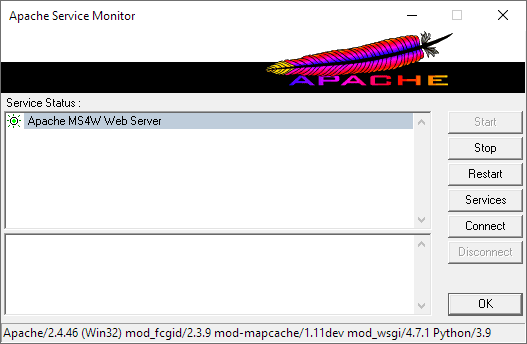 Apache Service Monitor
APACHE
Service Status :
Apache MS4W Web Server
Start
Stop
Restart
Services
Connect
Disconnect
OK
Apache/2.4.46 (Win32) mod_fcgid/2.3.9 mod-mapcache/1.11dev mod_wsgi/4.7.1 Python/3.9